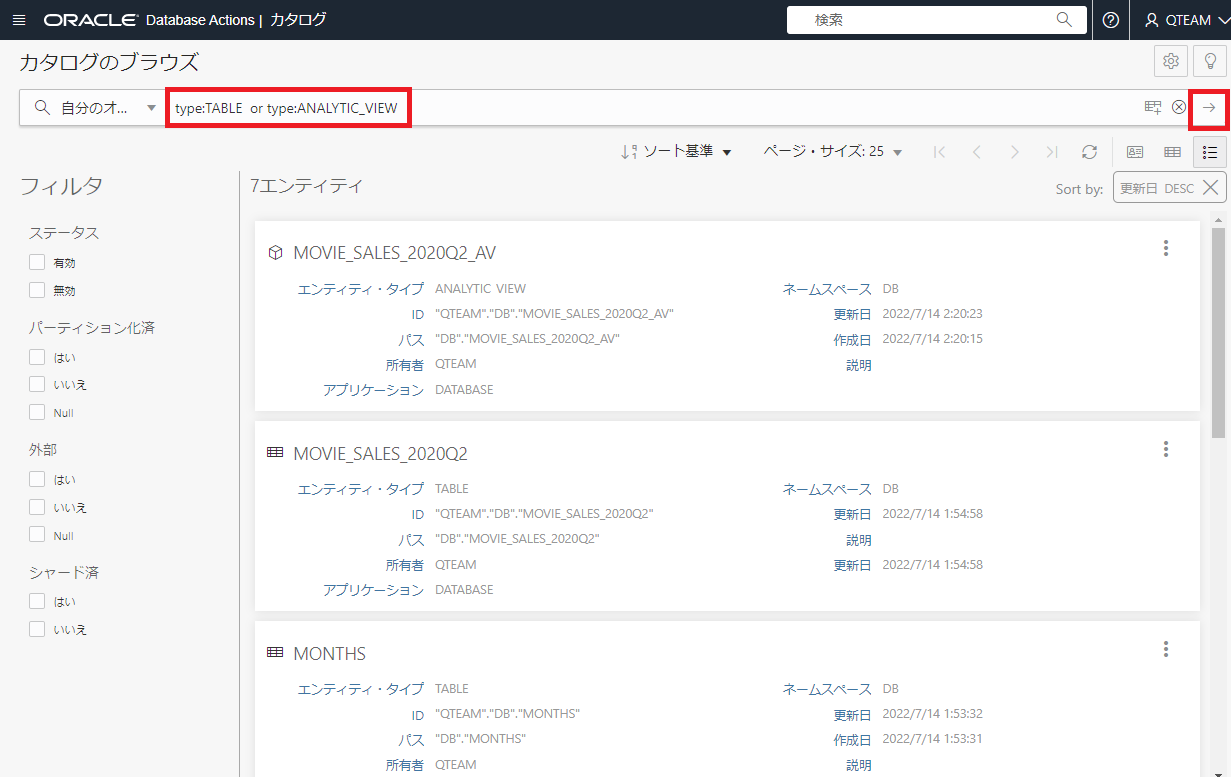 ORACLE Database Actions | カタログ 検索 QTEAM
カタログのブラウズ
自分のオ... type:TABLE or type:ANALYTIC_VIEW
ソート基準 ページ・サイズ: 25
フィルタ
7エンティティ Sort by: 更新日 DESC
ステータス
有効
無効
パーティション化済
はい
いいえ
Null
外部
はい
いいえ
Null
シャード済
はい
いいえ
MOVIE_SALES_2020Q2_AV
エンティティ・タイプ ANALYTIC VIEW ネームスペース DB
ID "QTEAM"."DB"."MOVIE_SALES_2020Q2_AV" 更新日 2022/7/14 2:20:23
パス "DB"."MOVIE_SALES_2020Q2_AV" 作成日 2022/7/14 2:20:15
所有者 QTEAM 説明
アプリケーション DATABASE
MOVIE_SALES_2020Q2
エンティティ・タイプ TABLE ネームスペース DB
ID "QTEAM"."DB"."MOVIE_SALES_2020Q2" 更新日 2022/7/14 1:54:58
パス "DB"."MOVIE_SALES_2020Q2" 説明
所有者 QTEAM 更新日 2022/7/14 1:54:58
アプリケーション DATABASE
MONTHS
エンティティ・タイプ TABLE ネームスペース DB
ID "QTEAM"."DB"."MONTHS" 更新日 2022/7/14 1:53:32
パス "DB"."MONTHS" 作成日 2022/7/14 1:53:31
所有者 QTEAM 説明